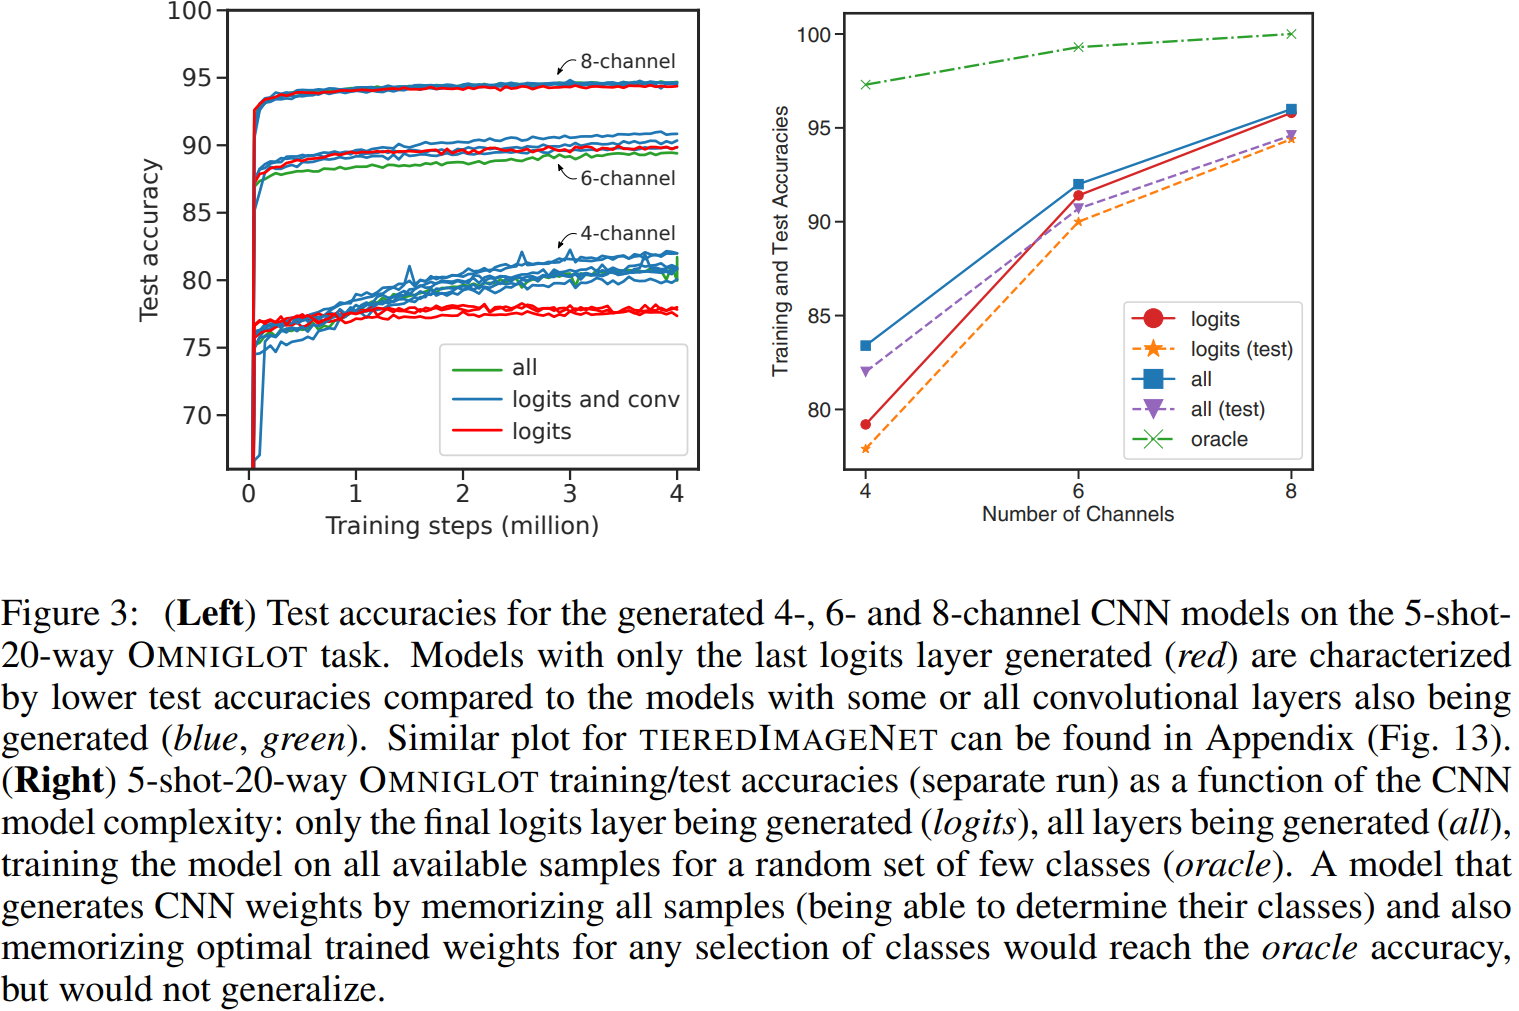 100
95
90
85
80
75
70
Test accuracy
8-channel
6-channel
4-channel
all
logits and conv
logits
0 1 2 3 4
Training steps (million)
100
95
90
85
80
Training and Test Accuracies
logits
logits (test)
all
all (test)
oracle
4 6 8
Number of Channels
Figure 3: (Left) Test accuracies for the generated 4-, 6- and 8-channel CNN models on the 5-shot-
20-way OMNIGLOT task. Models with only the last logits layer generated (red) are characterized
by lower test accuracies compared to the models with some or all convolutional layers also being
generated (blue, green). Similar plot for TIEREDIMAGENET can be found in Appendix (Fig. 13).
(Right) 5-shot-20-way OMNIGLOT training/test accuracies (separate run) as a function of the CNN
model complexity: only the final logits layer being generated (logits), all layers being generated (all),
training the model on all available samples for a random set of few classes (oracle). A model that
generates CNN weights by memorizing all samples (being able to determine their classes) and also
memorizing optimal trained weights for any selection of classes would reach the oracle accuracy,
but would not generalize.